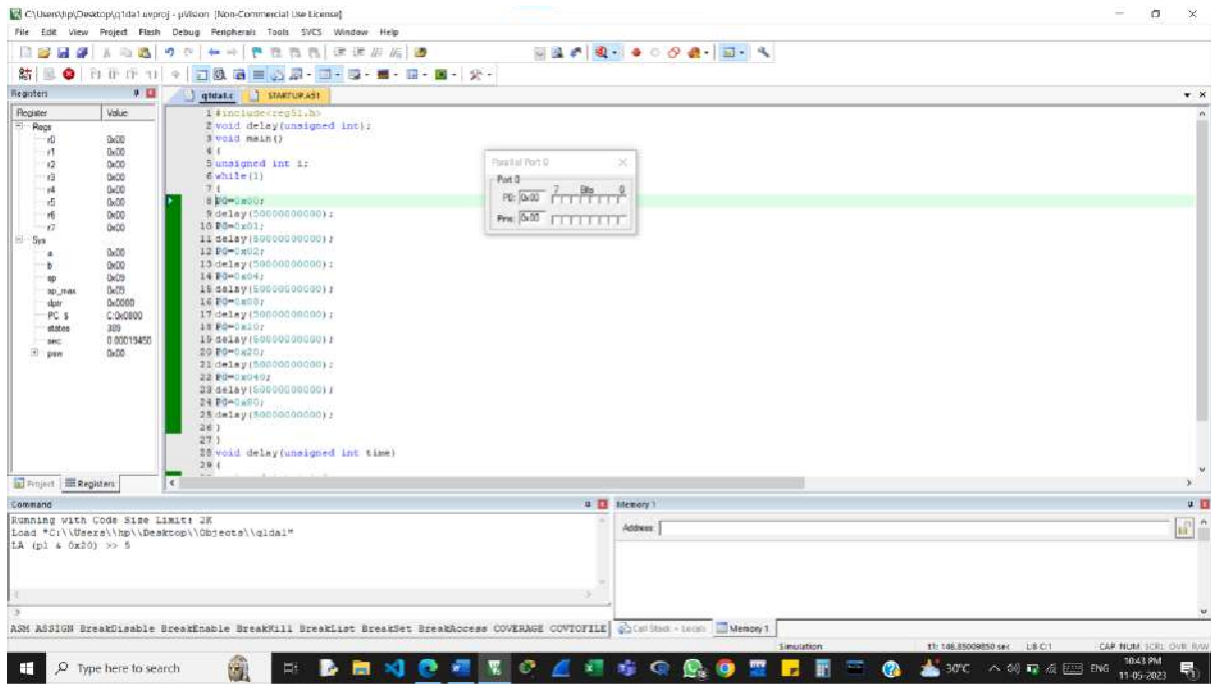 C:\Users\hp\Desktop\q1da1.uvproj - µVision [Non-Commercial Use License]
File Edit View Project Flash Debug Peripherals Tools SVCS Window Help
Registers
q1da1.c STARTUP.A51
Register Value
Regs
r0 0x00
r1 0x00
r2 0x00
r3 0x00
r4 0x00
r5 0x00
r6 0x00
r7 0x00
Sys
a 0x00
b 0x00
sp 0x09
sp_max 0x09
dptr 0x0000
PC $ C:0x0800
states 389
sec 0.00019450
psw 0x00
Project Registers
1 #include<reg51.h>
2 void delay(unsigned int);
3 void main()
4 {
5 unsigned int i;
6 while(1)
7 {
8 P0=0x00;
9 delay(50000000000);
10 P0=0x01;
11 delay(50000000000);
12 P0=0x02;
13 delay(50000000000);
14 P0=0x04;
15 delay(50000000000);
16 P0=0x08;
17 delay(50000000000);
18 P0=0x10;
19 delay(50000000000);
20 P0=0x20;
21 delay(50000000000);
22 P0=0x040;
23 delay(50000000000);
24 P0=0x80;
25 delay(50000000000);
26 }
27 }
28 void delay(unsigned int time)
29 {
Parallel Port 0
Port 0
P0: 0x00 7 Bits 0
Pins: 0x00
Command
Running with Code Size Limit: 2K
Load "C:\\Users\\hp\\Desktop\\Objects\\q1da1"
LA (p1 & 0x20) >> 5
>
ASM ASSIGN BreakDisable BreakEnable BreakKill BreakList BreakSet BreakAccess COVERAGE COVTOFILE
Memory 1
Address:
Call Stack + Locals Memory 1
Simulation L:8 C:1 CAP NUM SCRL OVR R/W
Type here to search
30°C ENG 10:43 PM
11-05-2023